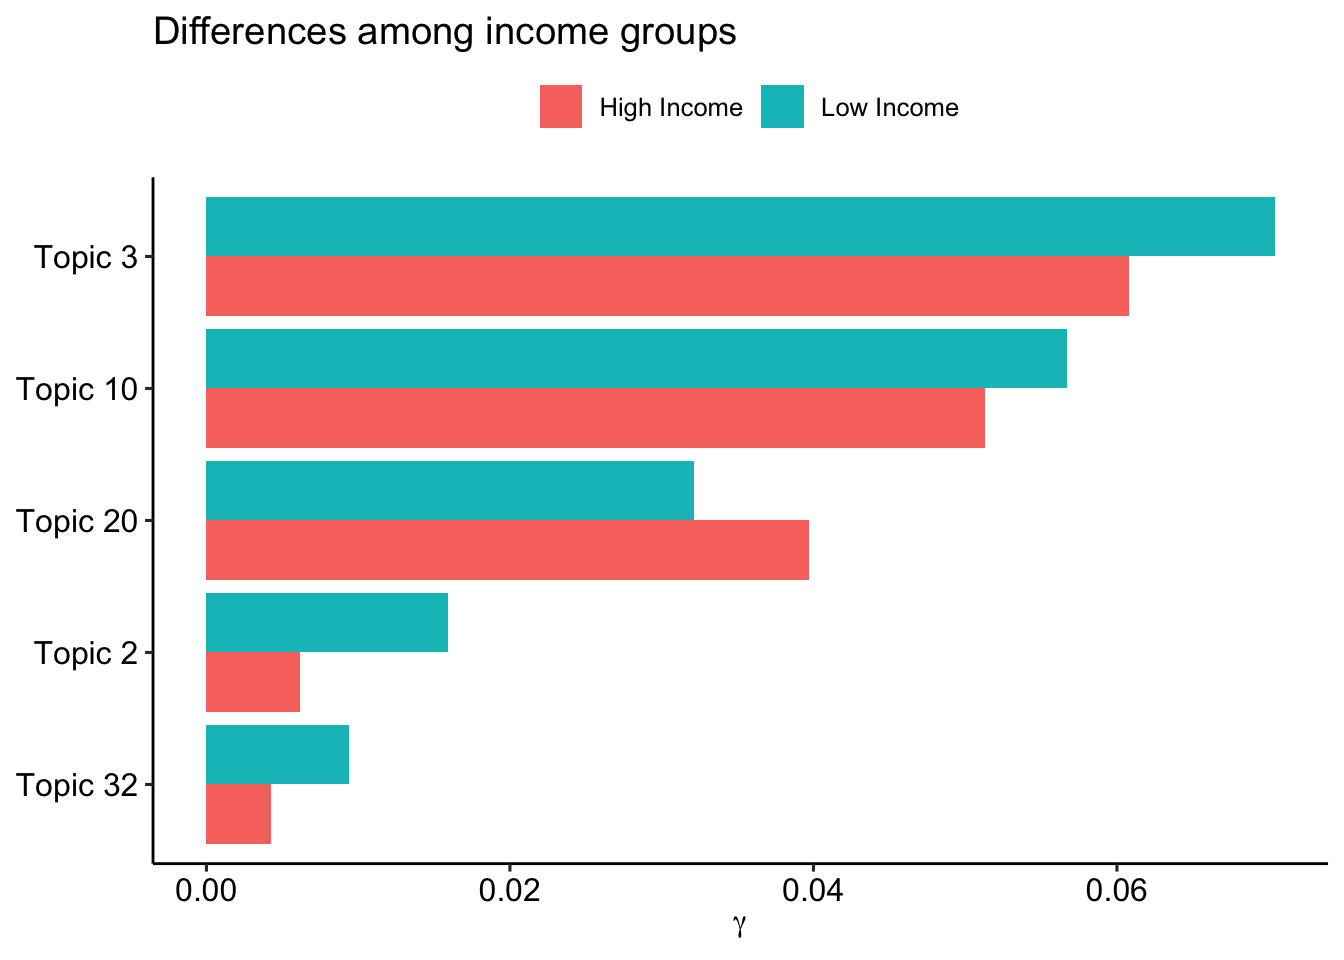 Differences among income groups
High Income Low Income
Topic 3
Topic 10
Topic 20
Topic 2
Topic 32
0.00 0.02 0.04 0.06
γ